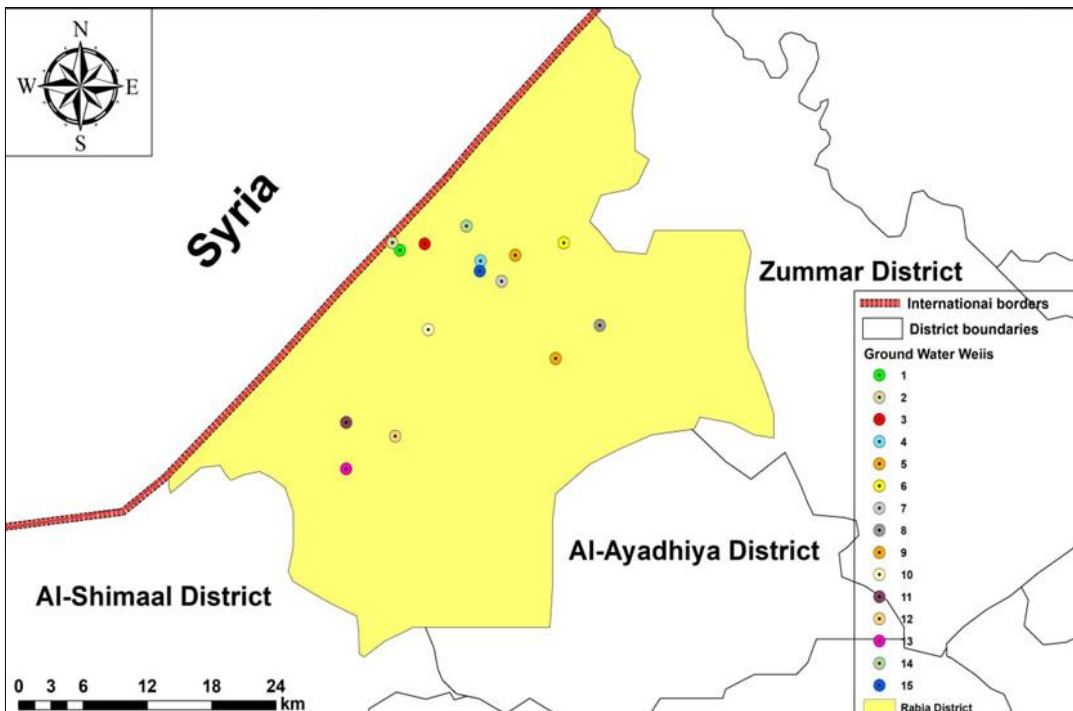 N
W E
S
Syria
Zummar District
Internationai borders
District boundaries
Ground Water Weiis
1
2
3
4
5
6
7
8
9
10
11
12
13
14
15
Rabia District
Al-Ayadhiya District
Al-Shimaal District
0 3 6 12 18 24
km